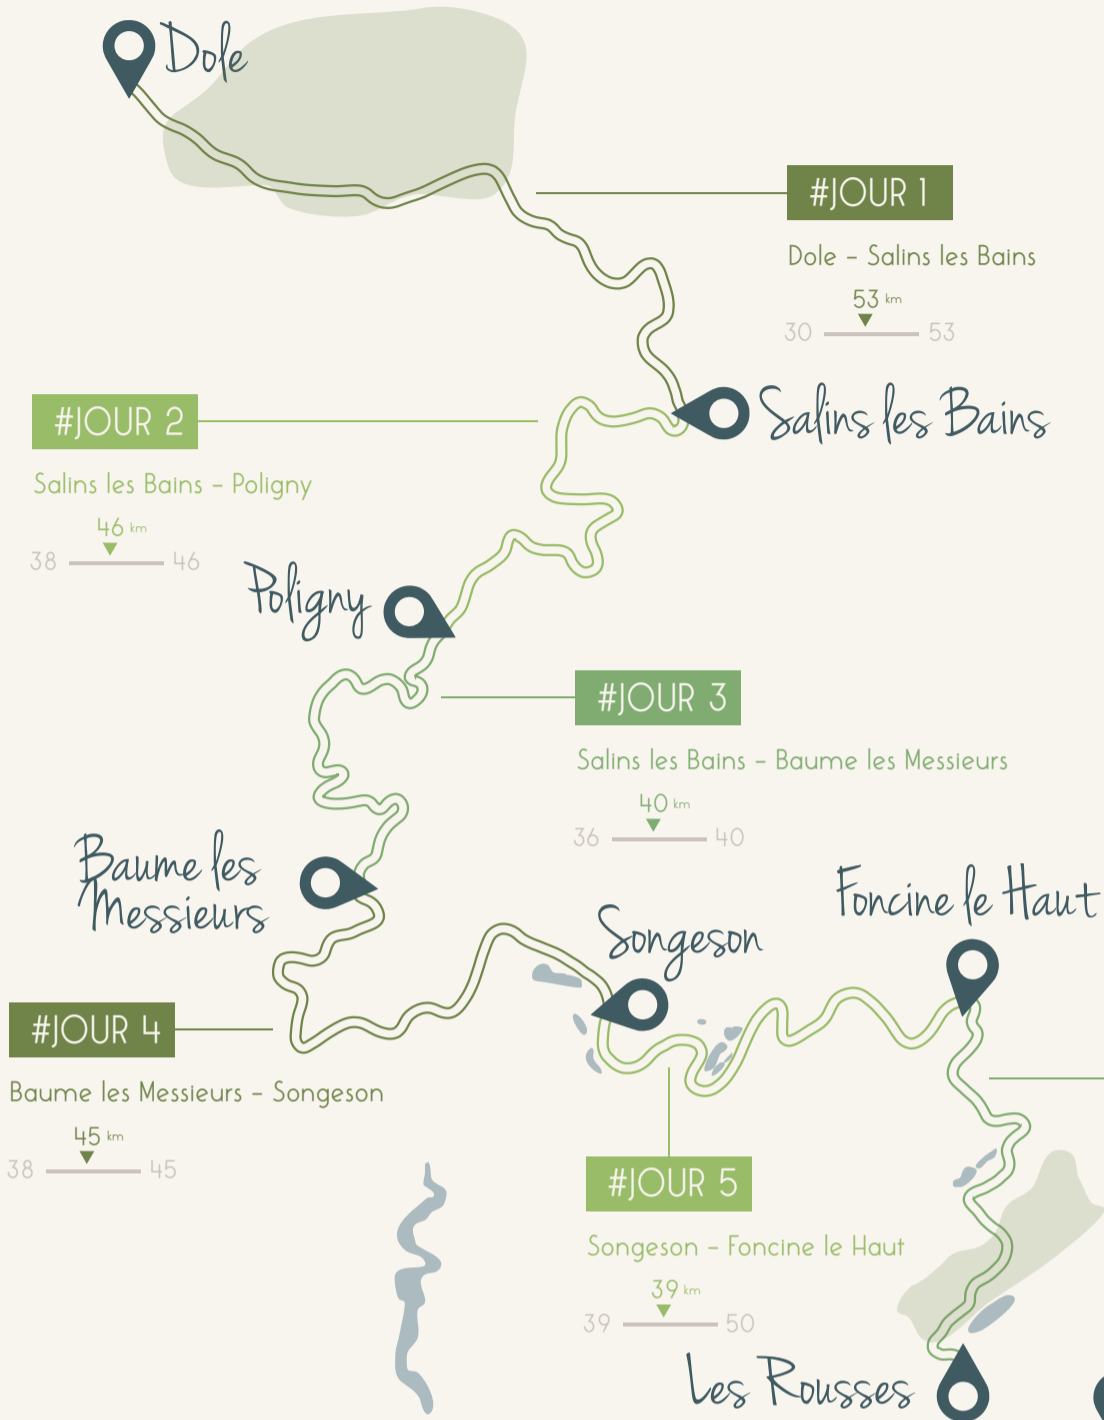 Dole
#JOUR 1
Dole – Salins les Bains
53 km
30 53
Salins les Bains
#JOUR 2
Salins les Bains – Poligny
46 km
38 46
Poligny
#JOUR 3
Salins les Bains – Baume les Messieurs
40 km
36 40
Baume les
Messieurs
Foncine le Haut
Songeson
#JOUR 4
Baume les Messieurs – Songeson
45 km
38 45
#JOUR 5
Songeson – Foncine le Haut
39 km
39 50
Les Rousses